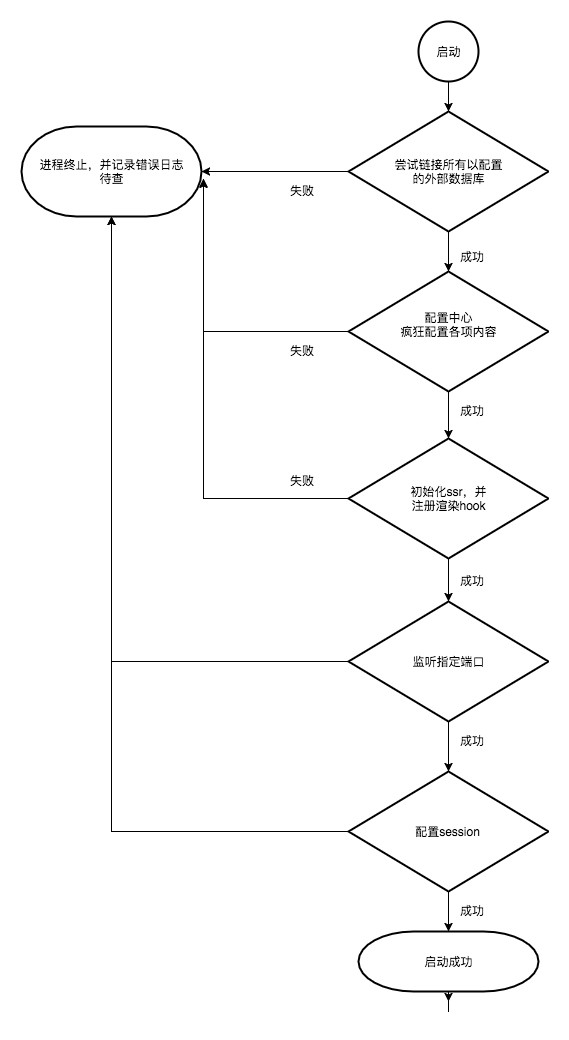 启动
进程终止，并记录错误日志
待查
尝试链接所有以配置
的外部数据库
失败
成功
配置中心
疯狂配置各项内容
失败
成功
失败
初始化ssr，并
注册渲染hook
成功
监听指定端口
成功
配置session
成功
启动成功